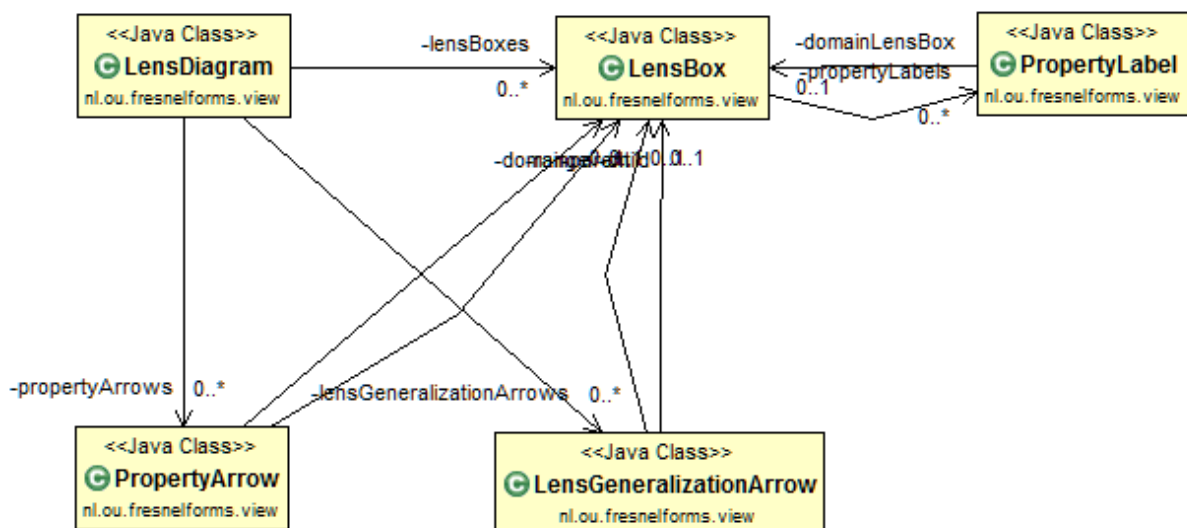 <<Java Class>>
LensDiagram
nl.ou.fresnelforms.view
-lensBoxes
0..*
<<Java Class>>
LensBox
nl.ou.fresnelforms.view
-domainLensBox
-propertyLabels
0..1
0..*
<<Java Class>>
PropertyLabel
nl.ou.fresnelforms.view
0..1
-propertyArrows
0..*
-lensGeneralizationArrows
0..*
<<Java Class>>
PropertyArrow
nl.ou.fresnelforms.view
<<Java Class>>
LensGeneralizationArrow
nl.ou.fresnelforms.view